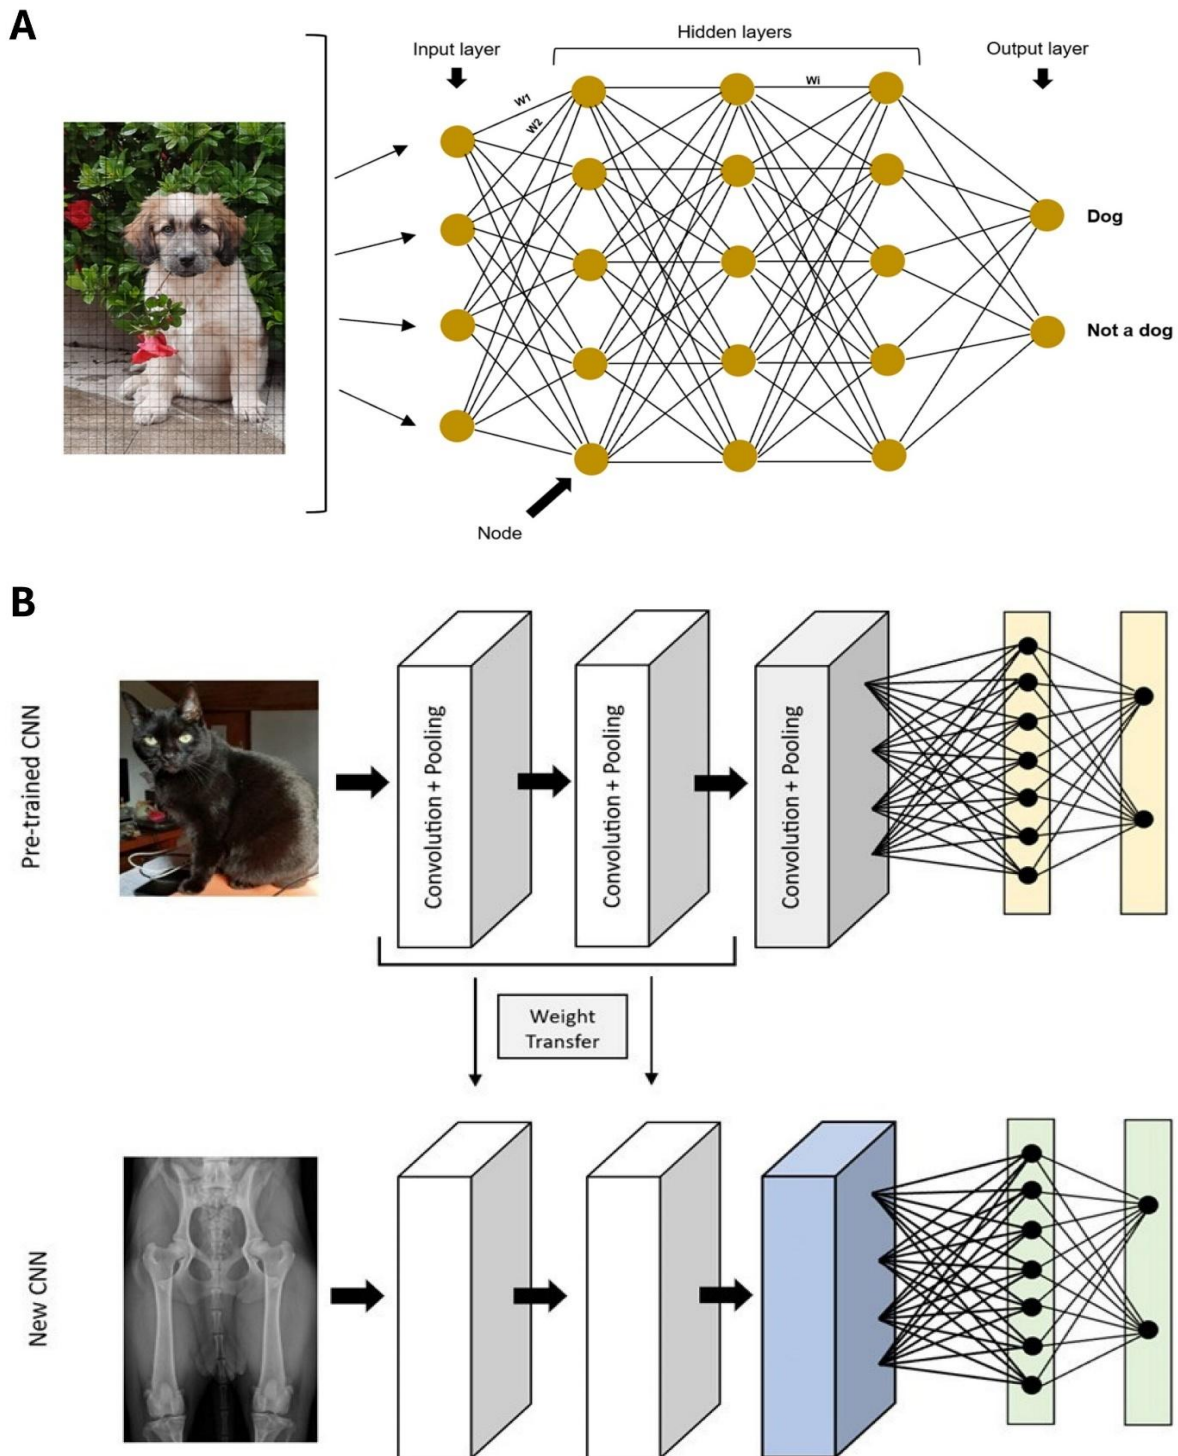 A
Input layer
Hidden layers
Output layer
W1
W2
Wi
Dog
Not a dog
Node
B
Pre-trained CNN
Convolution + Pooling
Convolution + Pooling
Convolution + Pooling
Weight
Transfer
New CNN